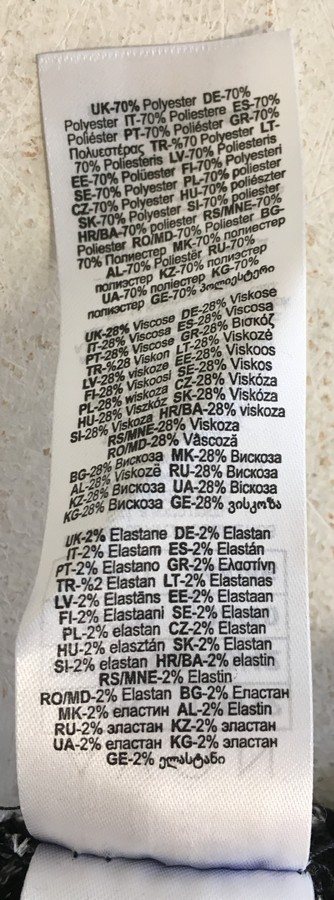 UK-70% Polyester DE-70%
Polyester IT-70% Poliestere ES-70%
Poliéster PT-70% Poliéster GR-70%
Πολυεστέρας TR-%70 Polyester LT-
70% Poliesteris LV-70% Poliesteris
EE-70% Polüester FI-70% Polyesteri
SE-70% Polyester PL-70% poliester
CZ-70% Polyester HU-70% poliészter
SK-70% Polyester SI-70% poliester
HR/BA-70% poliester RS/MNE-70%
Poliester RO/MD-70% Poliester BG-
70% Полиестер MK-70% полиестер
AL-70% Poliestër RU-70%
полиэстер KZ-70% полиэстер
UA-70% поліестер KG-70%
полиэстер GE-70% პოლიესტერი
UK-28% Viscose DE-28% Viskose
IT-28% Viscosa ES-28% Viscosa
PT-28% Viscose GR-28% Βισκόζ
TR-%28 Viskon LT-28% Viskozė
LV-28% viskoze EE-28% Viskoos
FI-28% Viskoosi SE-28% Viskos
PL-28% wiskoza CZ-28% Viskóza
HU-28% Viszkóz SK-28% Viskóza
SI-28% Viskoza HR/BA-28% viskoza
RS/MNE-28% Viskoza
RO/MD-28% Vâscoză
BG-28% Вискоза MK-28% Вискоза
AL-28% Viskozë RU-28% Вискоза
KZ-28% Вискоза UA-28% Віскоза
KG-28% Вискоза GE-28% ვისკოზა
UK-2% Elastane DE-2% Elastan
IT-2% Elastam ES-2% Elastán
PT-2% Elastano GR-2% Ελαστίνη
TR-%2 Elastan LT-2% Elastanas
LV-2% Elastāns EE-2% Elastaan
FI-2% Elastaani SE-2% Elastan
PL-2% elastan CZ-2% Elastan
HU-2% elasztán SK-2% Elastan
SI-2% elastan HR/BA-2% elastin
RS/MNE-2% Elastin
RO/MD-2% Elastan BG-2% Еластан
MK-2% еластин AL-2% Elastin
RU-2% эластан KZ-2% эластан
UA-2% еластан KG-2% эластан
GE-2% ელასტანი